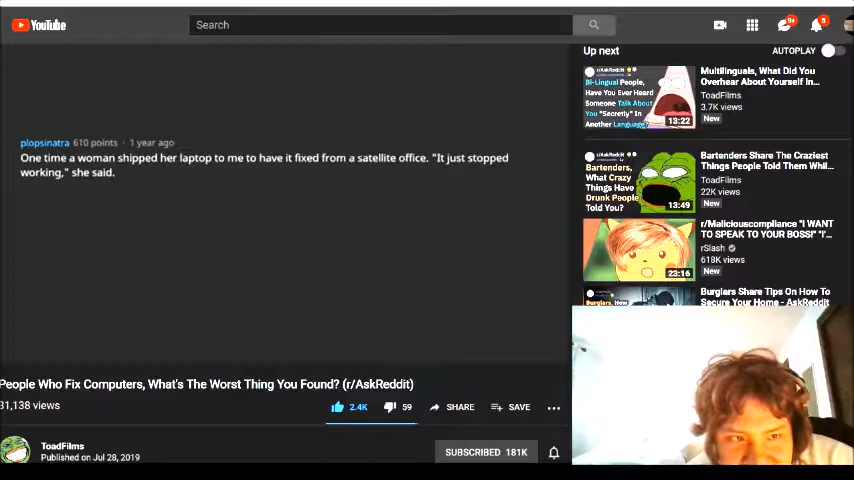 YouTube
Search
9+
6
Up next
AUTOPLAY
plopsinatra 610 points · 1 year ago
One time a woman shipped her laptop to me to have it fixed from a satellite office. "It just stopped
working," she said.
r/AskReddit
Bi-Lingual People,
Have You Ever Heard
Someone Talk About
You "Secretly" In
Another Language?
13:22
Multilinguals, What Did You
Overhear About Yourself In...
ToadFilms
3.7K views
New
r/AskReddit
Bartenders,
What Crazy
Things Have
Drunk People
Told You?
13:49
Bartenders Share The Craziest
Things People Told Them Whil...
ToadFilms
22K views
New
23:16
r/Maliciouscompliance "I WANT
TO SPEAK TO YOUR BOSS!" "I'...
rSlash
618K views
New
Burglars, How
Burglars Share Tips On How To
Secure Your Home - AskReddit
People Who Fix Computers, What's The Worst Thing You Found? (r/AskReddit)
31,138 views
2.4K
59
SHARE
SAVE
ToadFilms
Published on Jul 28, 2019
SUBSCRIBED 181K